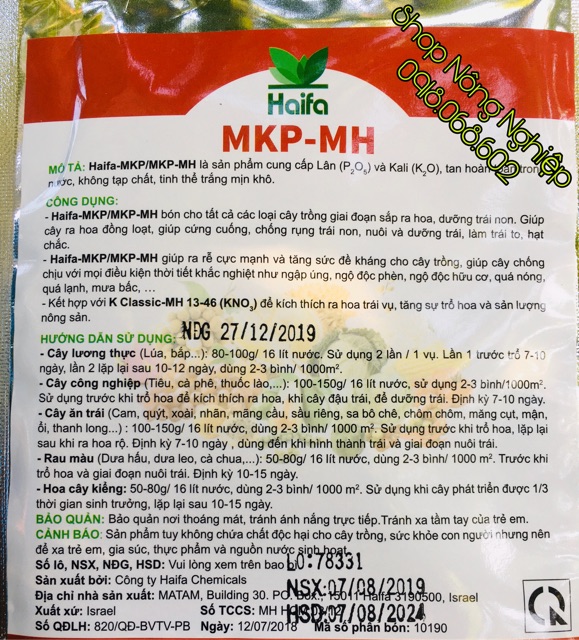 Shop Nông Nghiệp
0918.068.602
Haifa
MKP-MH
MÔ TẢ: Haifa-MKP/MKP-MH là sản phẩm cung cấp Lân (P₂O₅) và Kali (K₂O), tan hoàn toàn trong
nước, không tạp chất, tinh thể trắng mịn khô.
CÔNG DỤNG:
- Haifa-MKP/MKP-MH bón cho tất cả các loại cây trồng giai đoạn sắp ra hoa, dưỡng trái non. Giúp
cây ra hoa đồng loạt, giúp cứng cuống, chống rụng trái non, nuôi và dưỡng trái, làm trái to, hạt
chắc.
- Haifa-MKP/MKP-MH giúp ra rễ cực mạnh và tăng sức đề kháng cho cây trồng, giúp cây chống
chịu với mọi điều kiện thời tiết khắc nghiệt như ngập úng, ngộ độc phèn, ngộ độc hữu cơ, quá nóng,
quá lạnh, mưa bấc, ...
- Kết hợp với K Classic-MH 13-46 (KNO₃) để kích thích ra hoa trái vụ, tăng sự trổ hoa và sản lượng
nông sản.
HƯỚNG DẪN SỬ DỤNG: NĐG 27/12/2019
- Cây lương thực (Lúa, bắp...): 80-100g/ 16 lít nước. Sử dụng 2 lần / 1 vụ. Lần 1 trước trổ 7-10
ngày, lần 2 lặp lại sau 10-12 ngày, dùng 2-3 bình/ 1000m².
- Cây công nghiệp (Tiêu, cà phê, thuốc lào,...): 100-150g/ 16 lít nước, sử dụng 2-3 bình/1000m².
Sử dụng trước khi trổ hoa để kích thích ra hoa, khi cây đậu trái, để dưỡng trái. Định kỳ 7-10 ngày.
- Cây ăn trái (Cam, quýt, xoài, nhãn, mãng cầu, sầu riêng, sa bô chê, chôm chôm, măng cụt, mận,
ổi, thanh long...) : 100-150g/ 16 lít nước, dùng 2-3 bình/ 1000 m². Sử dụng trước khi trổ hoa, lặp lại
sau khi ra hoa rộ. Định kỳ 7-10 ngày , dùng đến khi hình thành trái và giai đoạn nuôi trái.
- Rau màu (Dưa hấu, dưa leo, cà chua,...): 50-80g/ 16 lít nước, dùng 2-3 bình/ 1000 m². Trước khi
trổ hoa và giai đoạn nuôi trái. Định kỳ 10-15 ngày.
- Hoa cây kiểng: 50-80g/ 16 lít nước, dùng 2-3 bình/ 1000 m². Sử dụng khi cây phát triển được 1/3
thời gian sinh trưởng, lặp lại sau 10-15 ngày.
BẢO QUẢN: Bảo quản nơi thoáng mát, tránh ánh nắng trực tiếp.Tránh xa tầm tay của trẻ em.
CẢNH BÁO: Sản phẩm tuy không chứa chất độc hại cho cây trồng, sức khỏe con người nhưng nên
để xa trẻ em, gia súc, thực phẩm và nguồn nước sinh hoạt.
Số lô, NSX, NĐG, HSD: Vui lòng xem trên bao bì LO:78331
Sản xuất bởi: Công ty Haifa Chemicals NSX:07/08/2019
Địa chỉ nhà sản xuất: MATAM, Building 30. PO. Box., 15011 Haifa 3190500, Israel
Xuất xứ: Israel Số TCCS: MH HSD:07/08/2024
Số QĐLH: 820/QĐ-BVTV-PB Ngày: 12/07/2018 Mã số phân bón: 10190